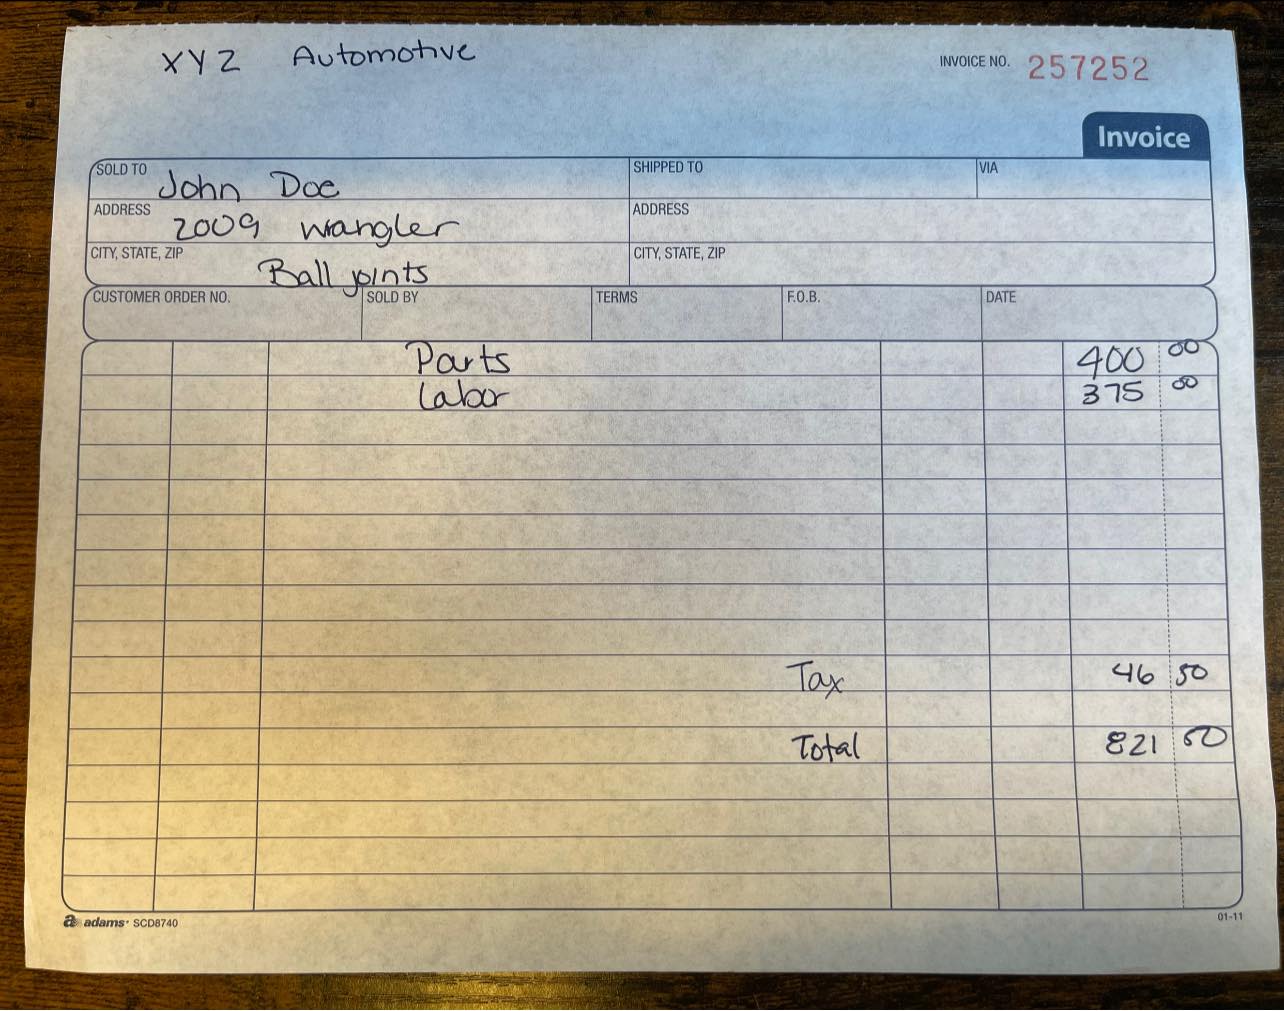 XYZ Automotive
INVOICE NO. 257252
Invoice
SOLD TO John Doe
SHIPPED TO
VIA
ADDRESS 2009 wrangler
ADDRESS
CITY, STATE, ZIP Ball joints
CITY, STATE, ZIP
CUSTOMER ORDER NO. SOLD BY TERMS F.O.B. DATE
Parts 400 00
Labor 375 00
Tax 46 50
Total 821 50
a adams SCD8740
01-11